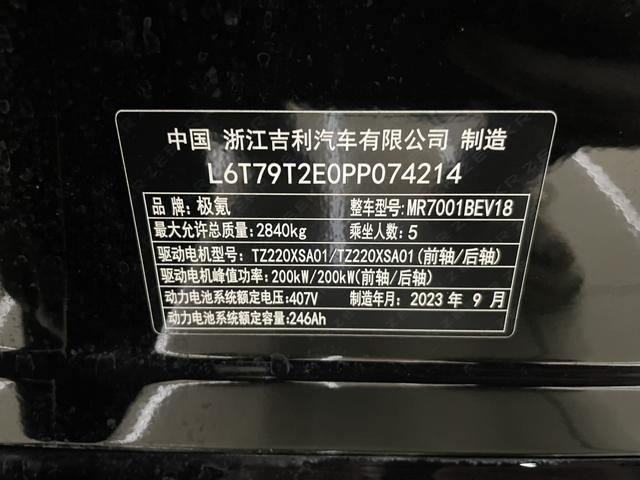 中国 浙江吉利汽车有限公司 制造
L6T79T2E0PP074214
品牌:极氪 整车型号:MR7001BEV18
最大允许总质量:2840kg 乘坐人数:5
驱动电机型号:TZ220XSA01/TZ220XSA01(前轴/后轴)
驱动电机峰值功率:200kW/200kW(前轴/后轴)
动力电池系统额定电压:407V 制造年月:2023年9月
动力电池系统额定容量:246Ah